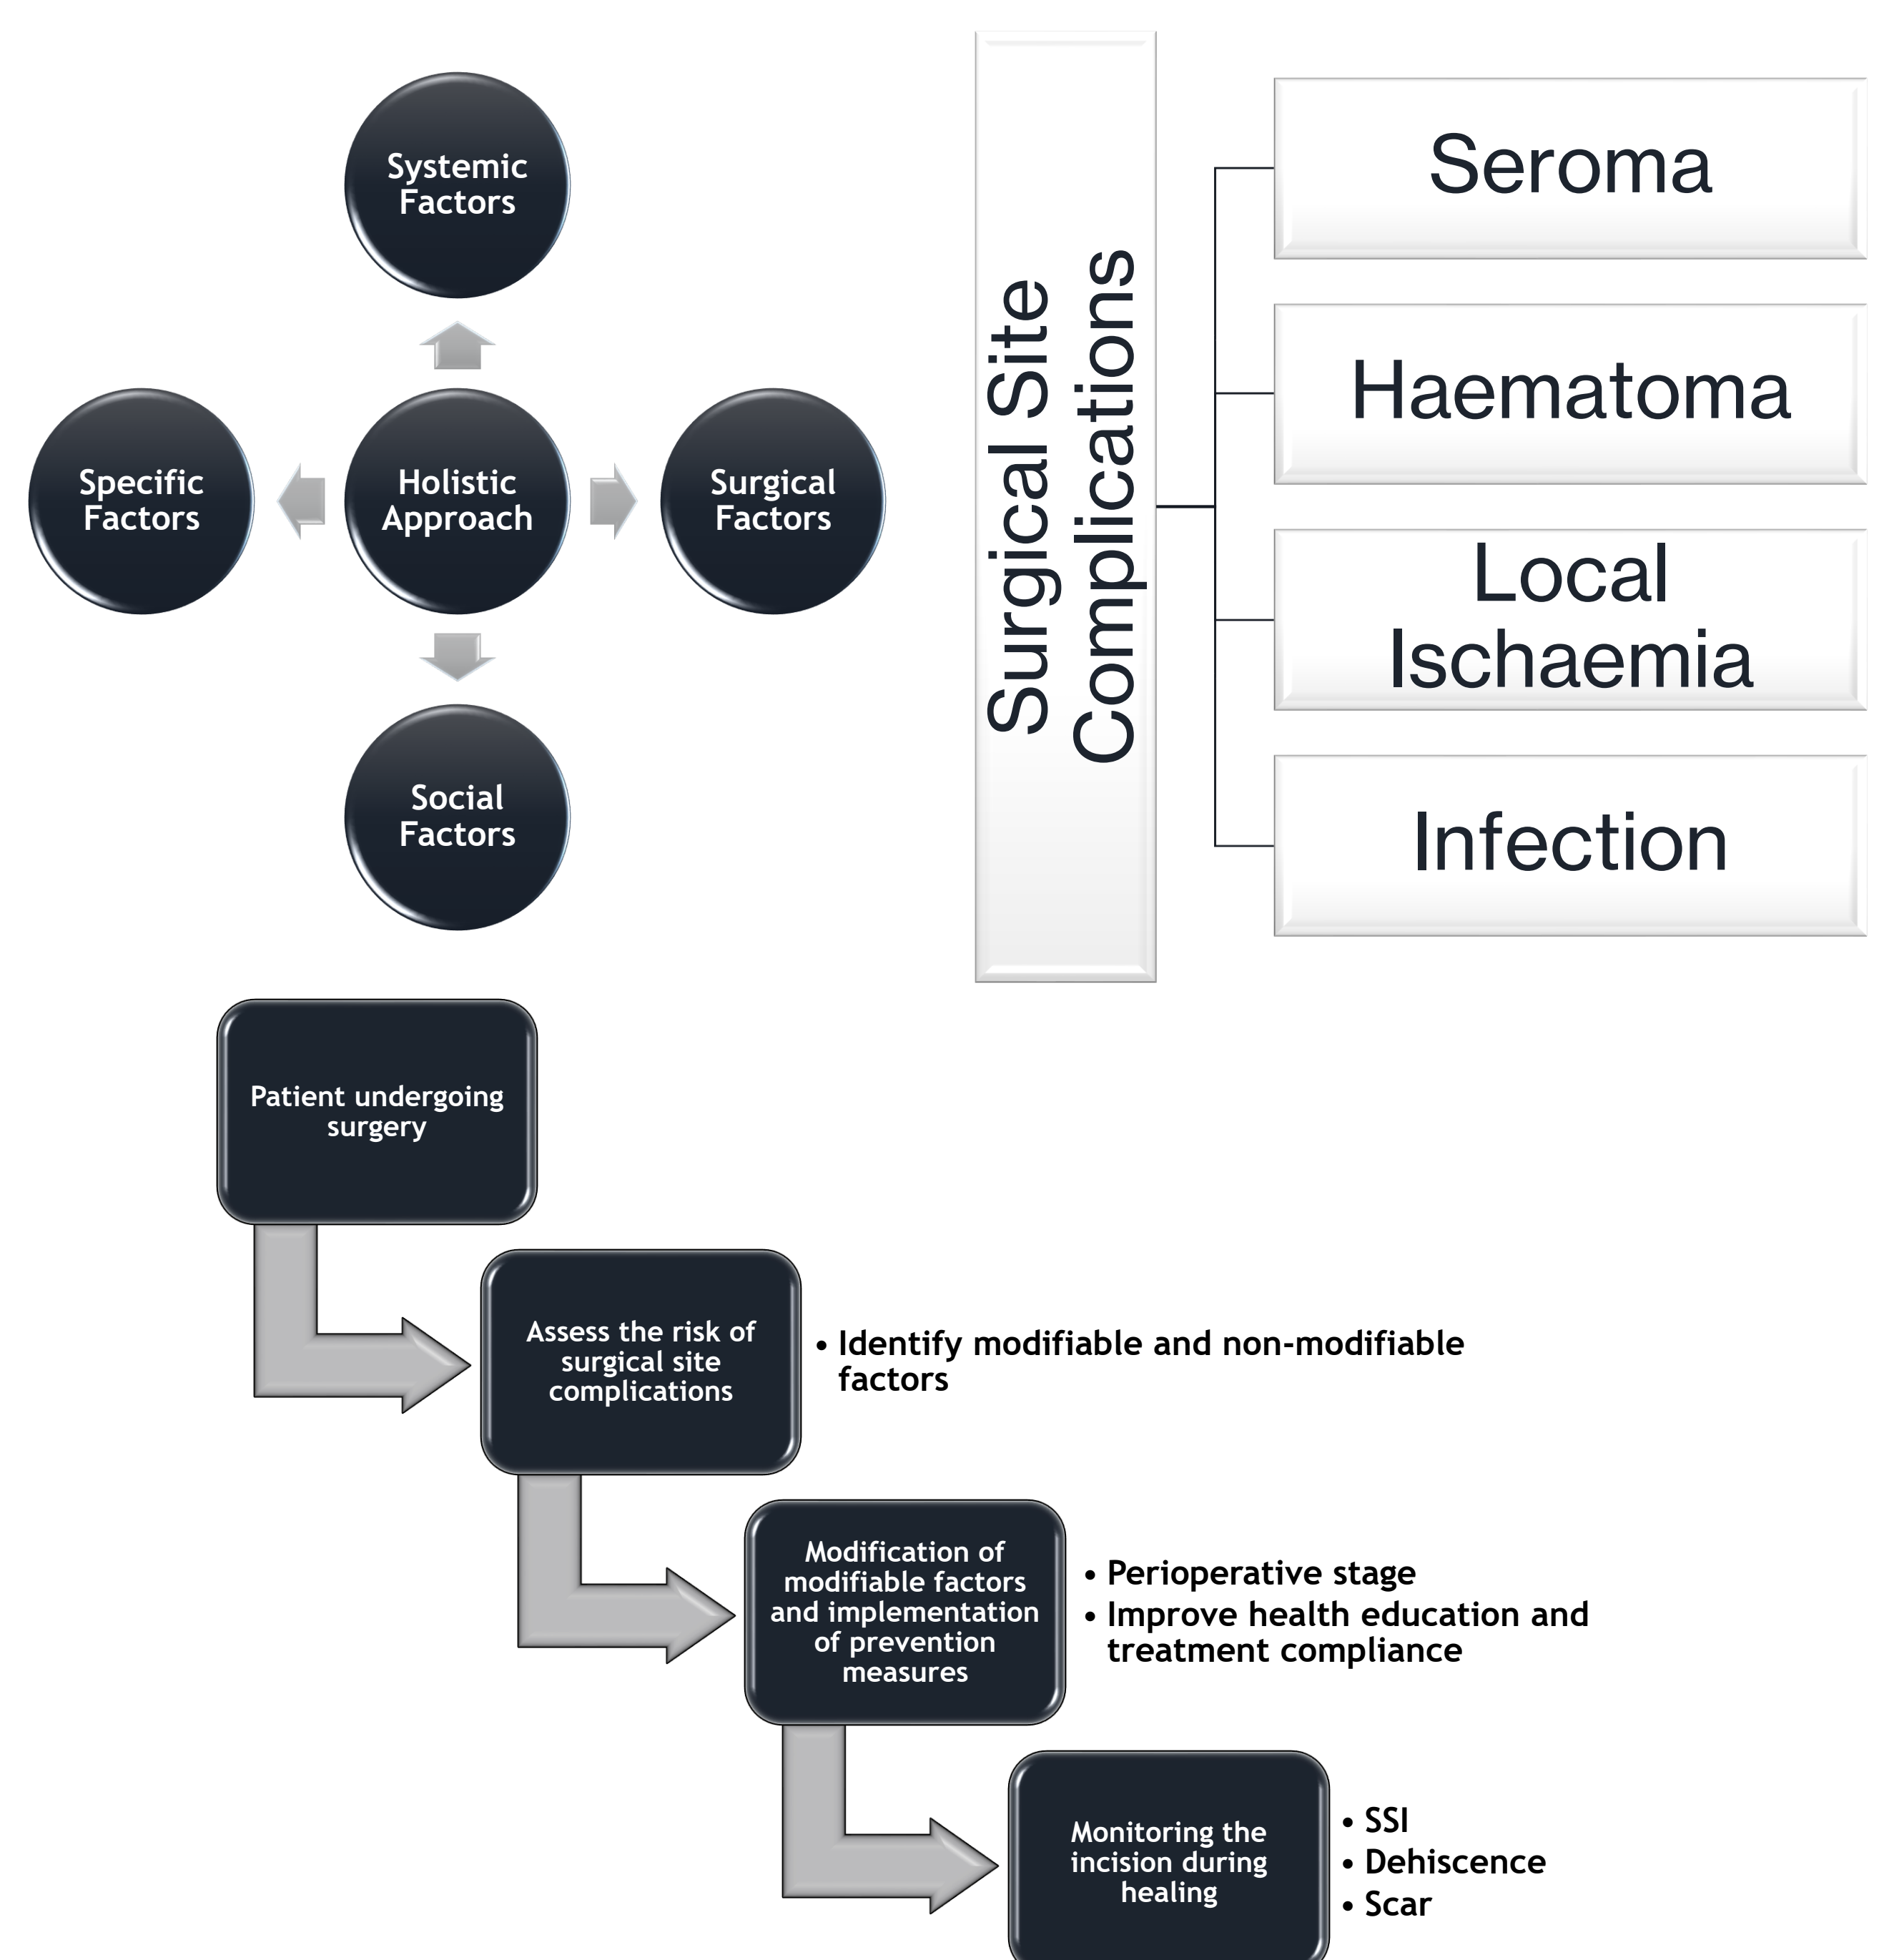 Systemic
Factors
Specific
Factors
Holistic
Approach
Surgical
Factors
Social
Factors
Surgical Site
Complications
Seroma
Haematoma
Local
Ischaemia
Infection
Patient undergoing
surgery
Assess the risk of
surgical site
complications
• Identify modifiable and non-modifiable
factors
Modification of
modifiable factors
and implementation
of prevention
measures
• Perioperative stage
• Improve health education and
treatment compliance
Monitoring the
incision during
healing
• SSI
• Dehiscence
• Scar